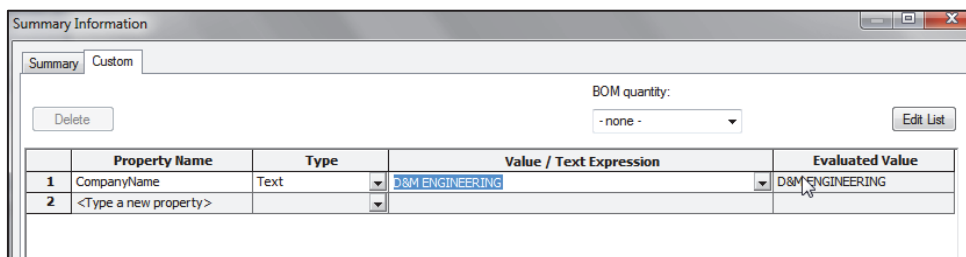 Summary Information
Summary Custom
BOM quantity:
Delete - none - Edit List
Property Name Type Value / Text Expression Evaluated Value
1 CompanyName Text D&M ENGINEERING D&M ENGINEERING
2 <Type a new property>